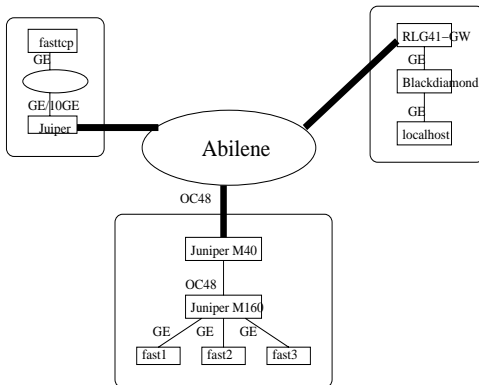 fasttcp
GE
GE/10GE
Juiper
RLG41-GW
GE
Blackdiamond
GE
localhost
Abilene
OC48
Juniper M40
OC48
Juniper M160
GE GE GE
fast1 fast2 fast3